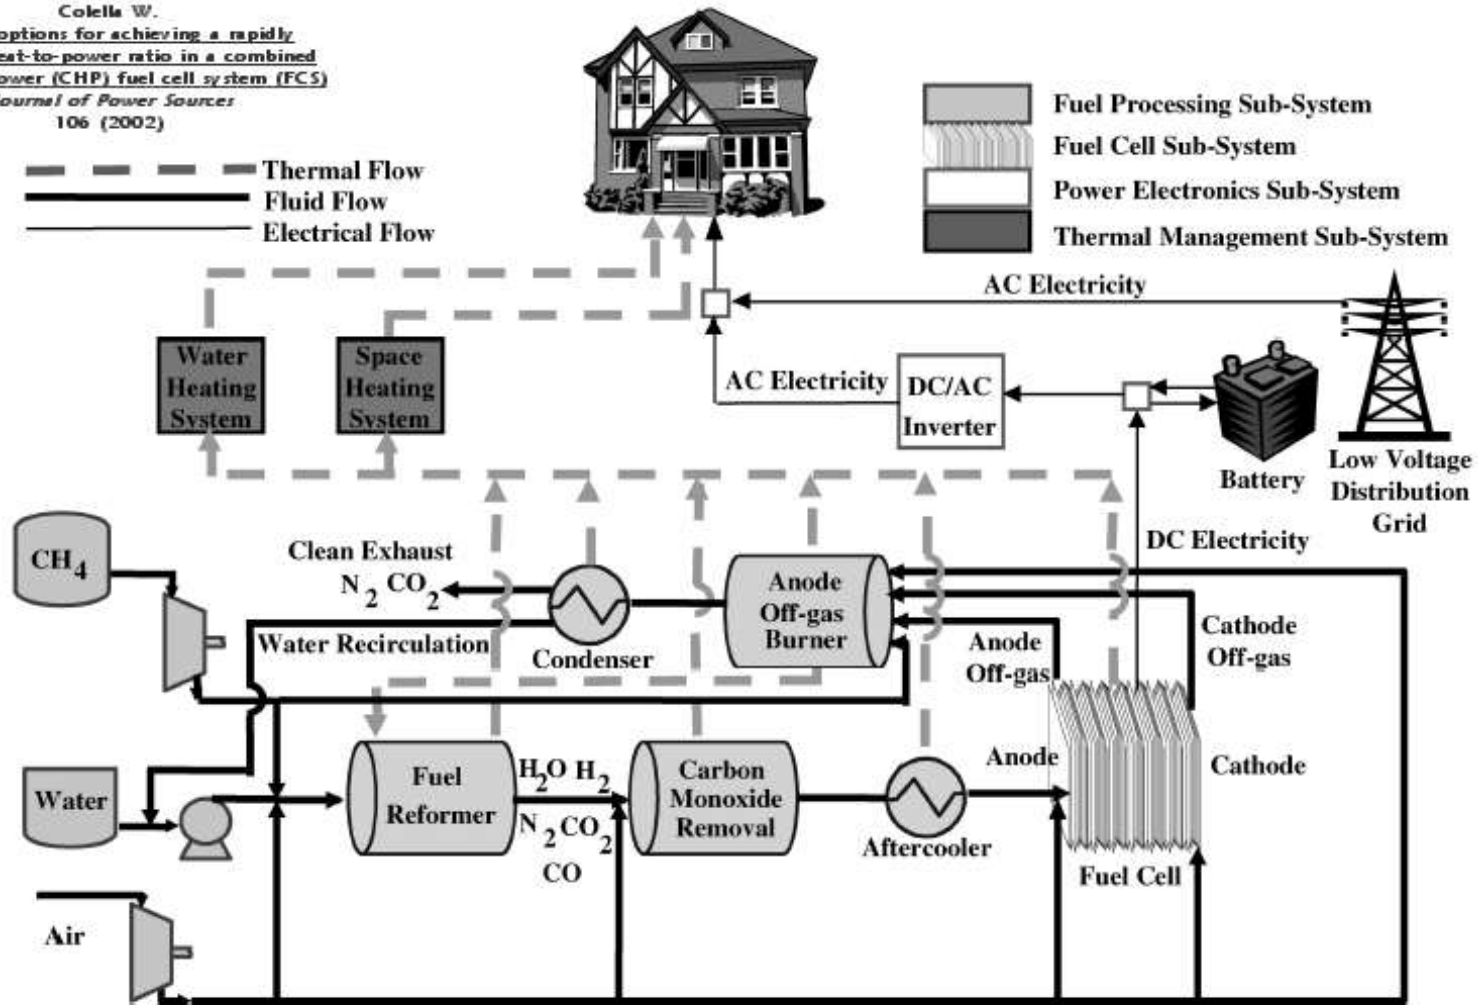 Colella W.
options for achieving a rapidly
heat-to-power ratio in a combined
power (CHP) fuel cell system (FCS)
Journal of Power Sources
106 (2002)
Thermal Flow
Fluid Flow
Electrical Flow
Fuel Processing Sub-System
Fuel Cell Sub-System
Power Electronics Sub-System
Thermal Management Sub-System
AC Electricity
Water
Heating
System
Space
Heating
System
AC Electricity
DC/AC
Inverter
Battery
Low Voltage
Distribution
Grid
CH4
Clean Exhaust
N2 CO2
Water Recirculation
Condenser
Anode
Off-gas
Burner
DC Electricity
Anode
Off-gas
Cathode
Off-gas
Water
Fuel
Reformer
H2O H2
N2 CO2
CO
Carbon
Monoxide
Removal
Aftercooler
Anode
Cathode
Fuel Cell
Air